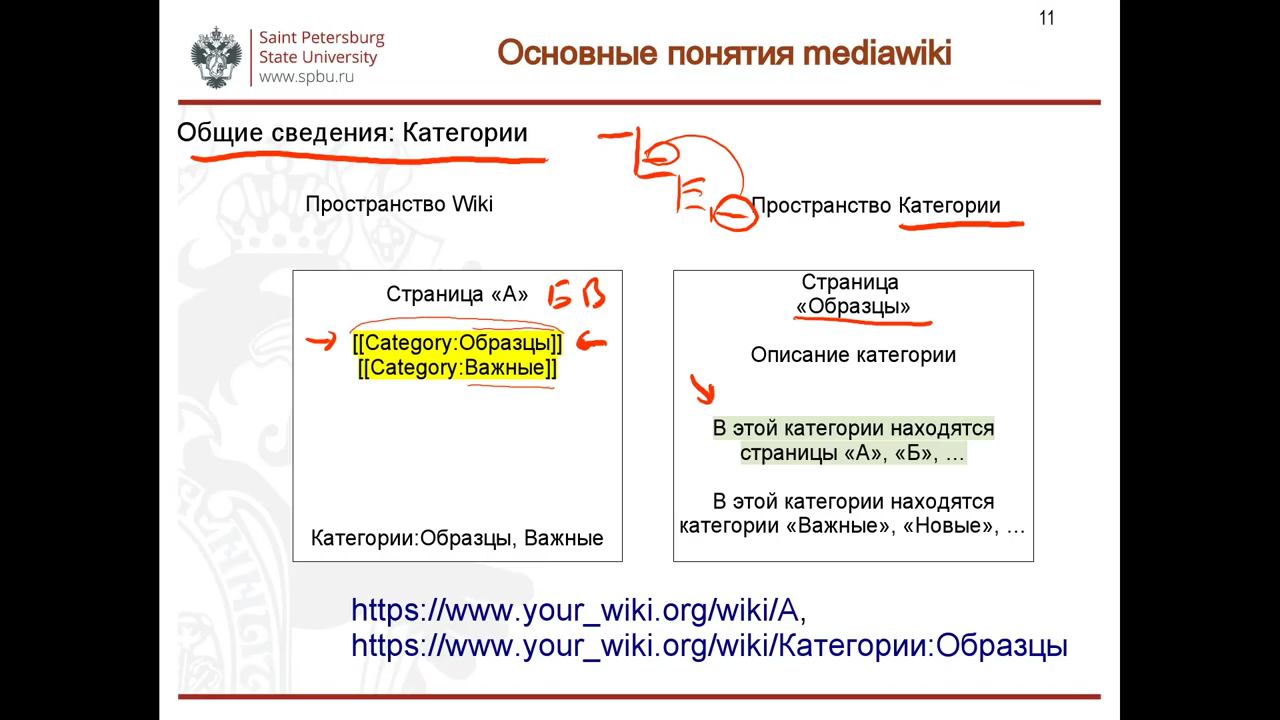 11
Saint Petersburg
State University
www.spbu.ru
Основные понятия mediawiki
Общие сведения: Категории
Пространство Wiki
Пространство Категории
Страница «А» Б В
[[Category:Образцы]]
[[Category:Важные]]
Категории:Образцы, Важные
Страница
«Образцы»
Описание категории
В этой категории находятся
страницы «А», «Б», ...
В этой категории находятся
категории «Важные», «Новые», ...
https://www.your_wiki.org/wiki/А,
https://www.your_wiki.org/wiki/Категории:Образцы